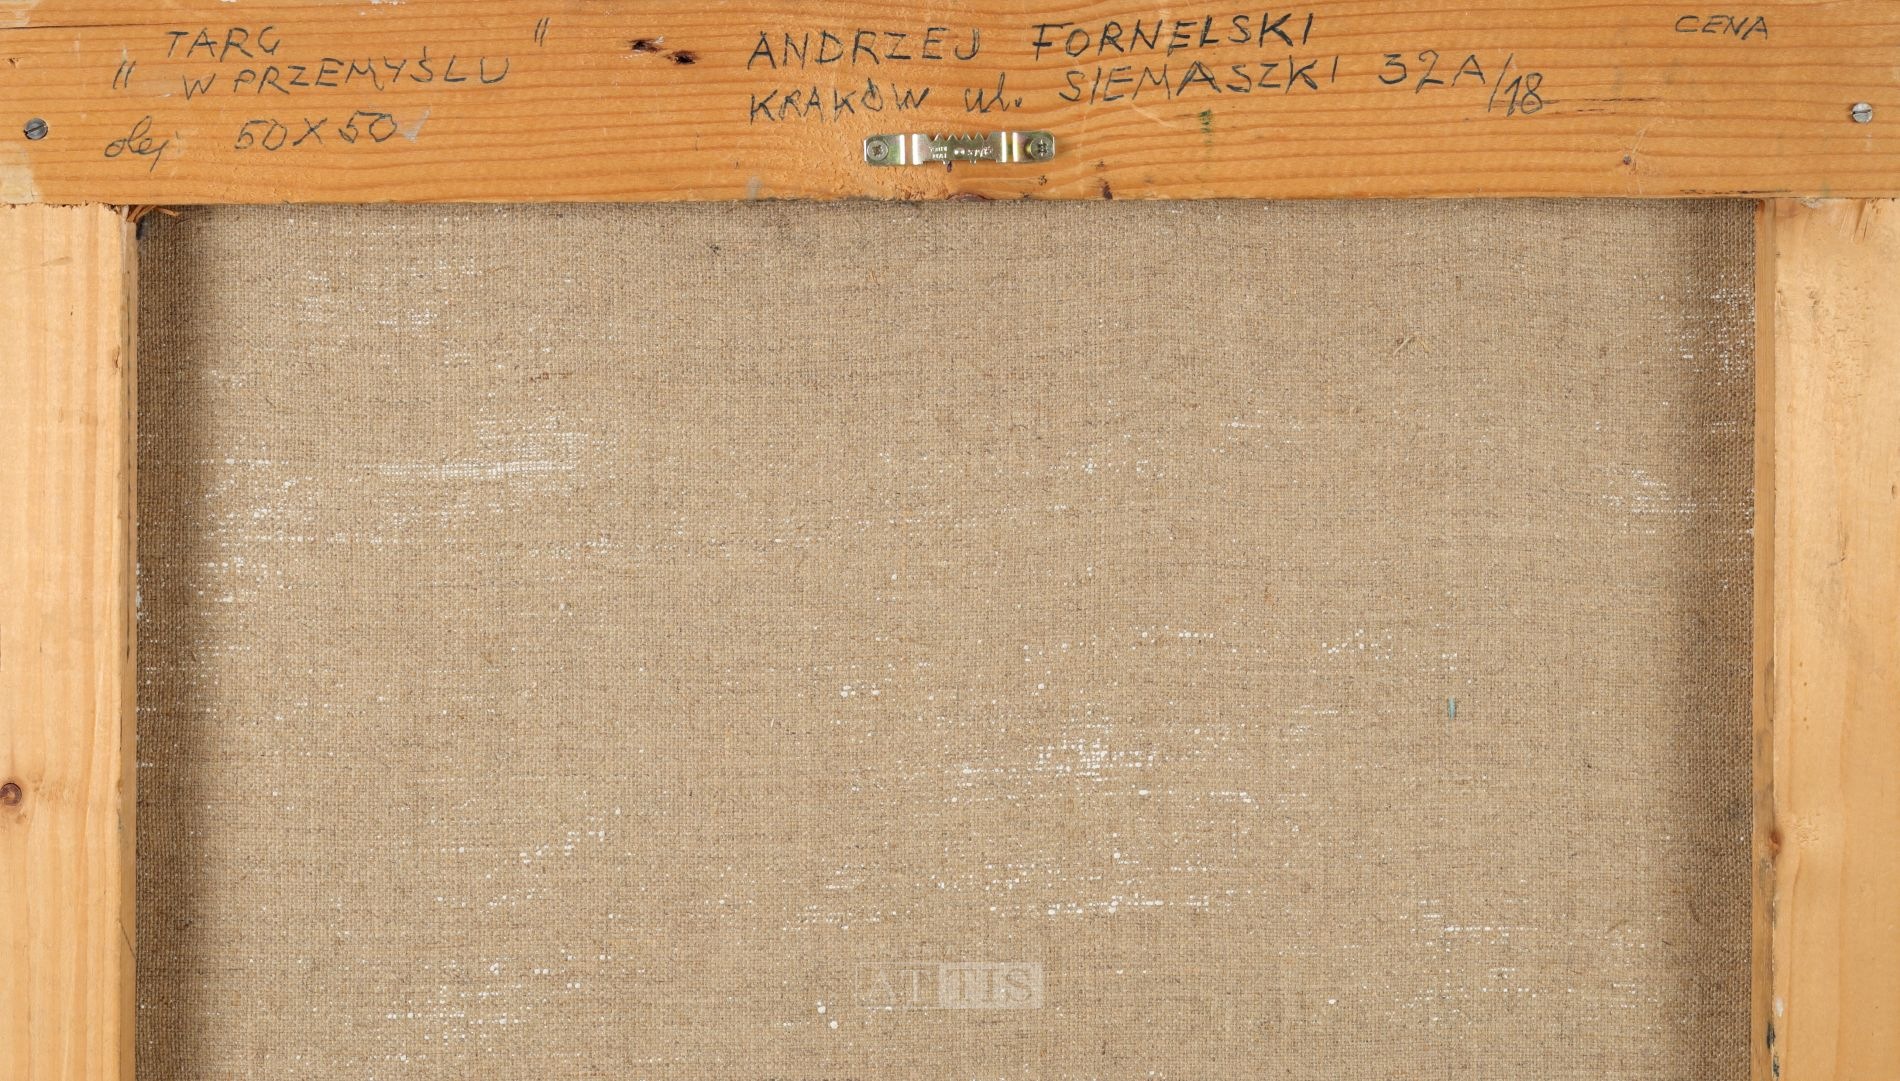 „ TARG
W PRZEMYŚLU "
olej 50X50
ANDRZEJ FORNELSKI
KRAKÓW ul. SIEMASZKI 32A/18
CENA